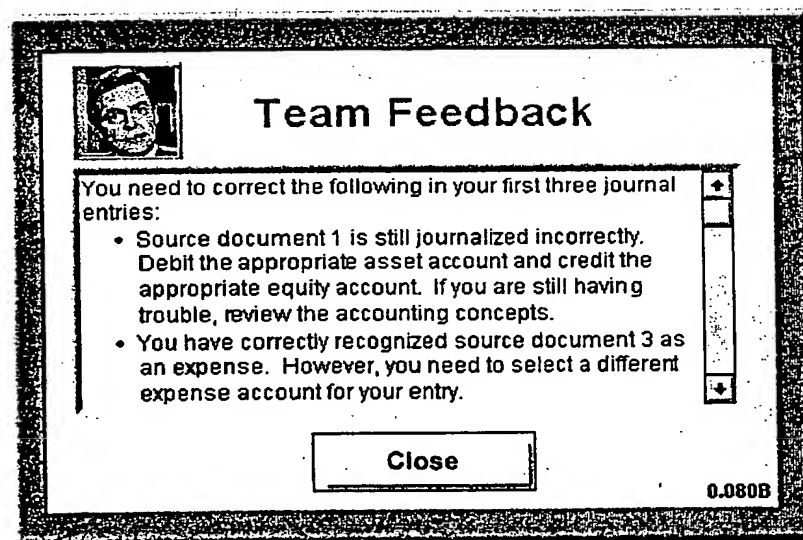 Team Feedback
You need to correct the following in your first three journal
entries:
• Source document 1 is still journalized incorrectly.
Debit the appropriate asset account and credit the
appropriate equity account. If you are still having
trouble, review the accounting concepts.
• You have correctly recognized source document 3 as
an expense. However, you need to select a different
expense account for your entry.
Close
0.080B